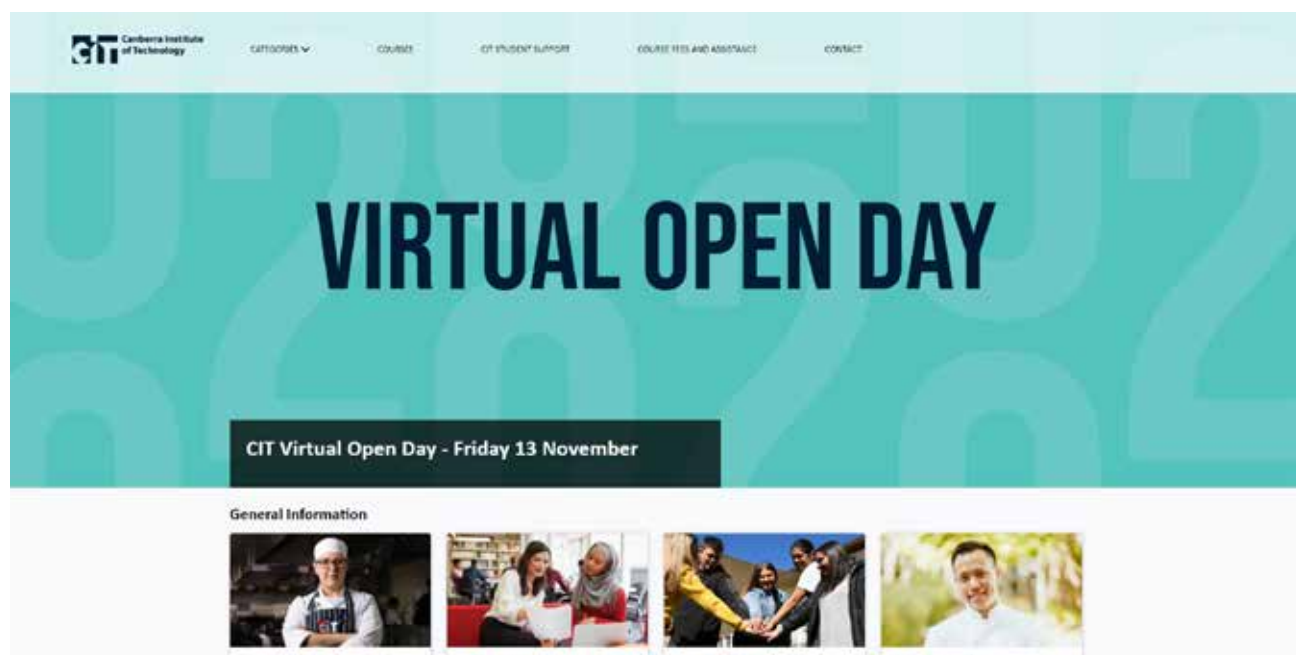 CIT Canberra Institute
of Technology
CATEGORIES
COURSES
CIT STUDENT SUPPORT
COURSE FEES AND ASSISTANCE
CONTACT
VIRTUAL OPEN DAY
CIT Virtual Open Day - Friday 13 November
General Information